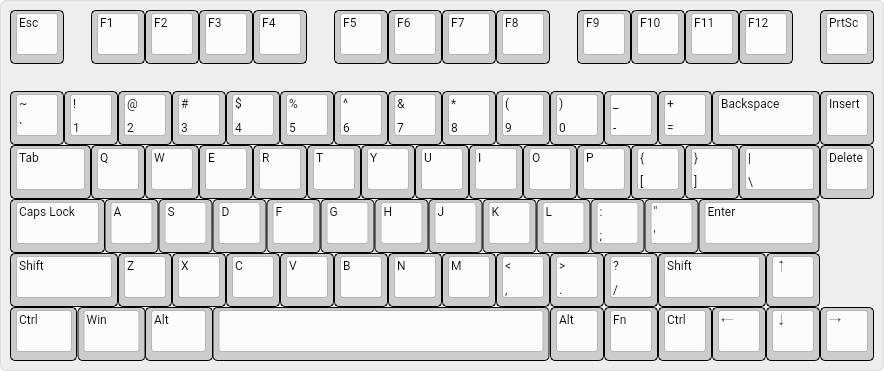 Esc F1 F2 F3 F4 F5 F6 F7 F8 F9 F10 F11 F12 PrtSc
~ ! @ # $ % ^ & * ( ) _ + Backspace Insert
` 1 2 3 4 5 6 7 8 9 0 - =
Tab Q W E R T Y U I O P { } | Delete
[ ] \
Caps Lock A S D F G H J K L : " Enter
; '
Shift Z X C V B N M < > ? Shift ↑
, . /
Ctrl Win Alt Alt Fn Ctrl ← ↓ →